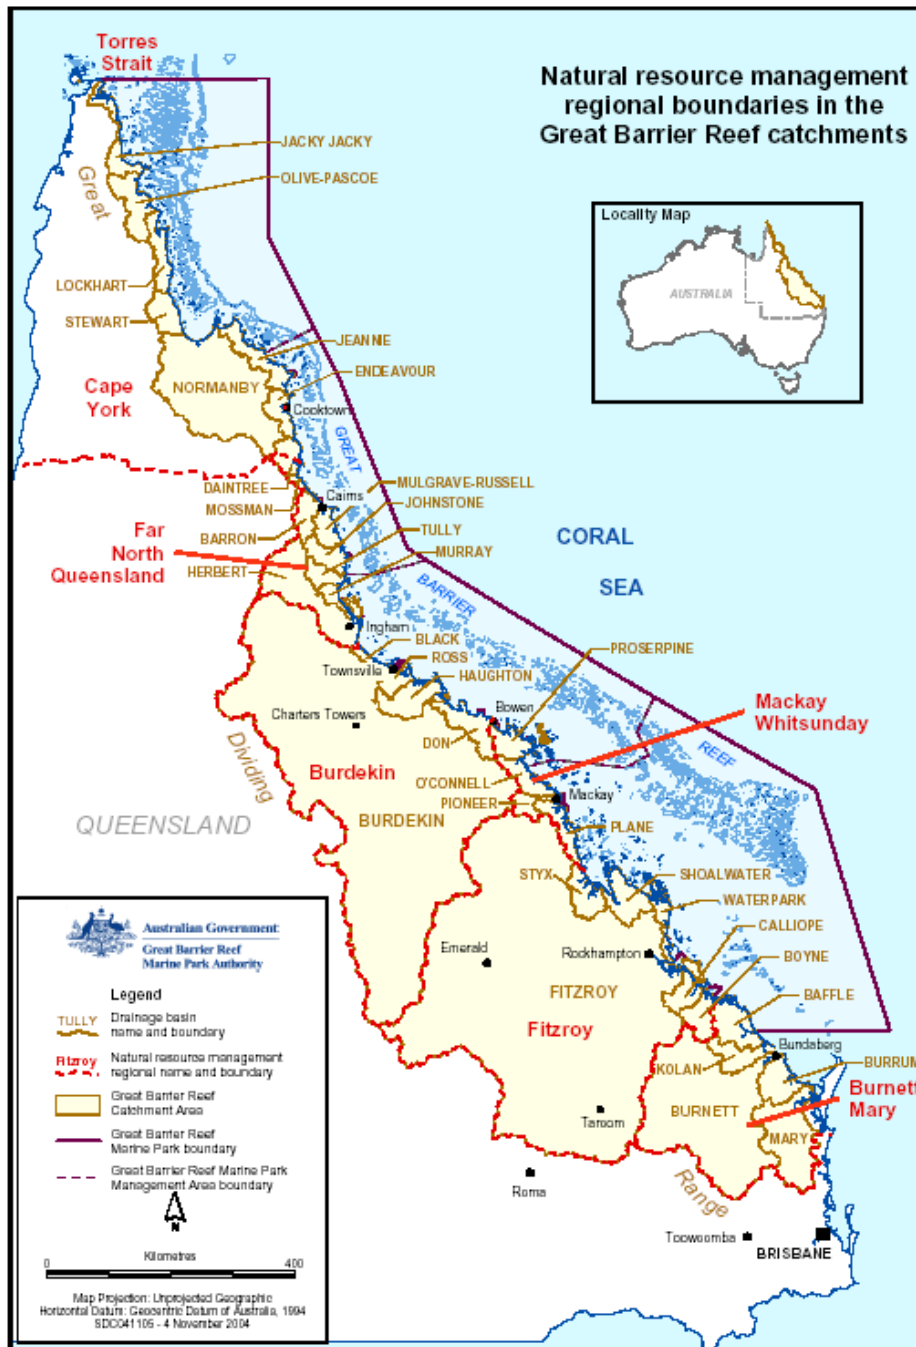 Torres
Strait
Natural resource management
regional boundaries in the
Great Barrier Reef catchments
JACKY JACKY
Great
OLIVE-PASCOE
Locality Map
AUSTRALIA
LOCKHART
STEWART
JEANNIE
ENDEAVOUR
NORMANBY
Cape
York
Cooktown
GREAT
DAINTREE
MULGRAVE-RUSSELL
Cairns
MOSSMAN
JOHNSTONE
BARRON
TULLY
Far
North
Queensland
MURRAY
HERBERT
CORAL
SEA
BARRIER
Ingham
BLACK
PROSERPINE
ROSS
Townsville
HAUGHTON
Bowen
Mackay
Whitsunday
Charters Towers
DON
REEF
Dividing
Burdekin
O'CONNELL
Mackay
PIONEER
BURDEKIN
QUEENSLAND
PLANE
STYX
SHOALWATER
WATERPARK
CALLIOPE
Emerald
Rockhampton
BOYNE
FITZROY
BAFFLE
Fitzroy
Bundaberg
KOLAN
BURRUM
Burnett
Mary
BURNETT
Taroom
MARY
Roma
Range
Toowoomba
BRISBANE
Australian Government
Great Barrier Reef
Marine Park Authority
Legend
TULLY
Drainage basin
name and boundary
Fitzroy
Natural resource management
regional name and boundary
Great Barrier Reef
Catchment Area
Great Barrier Reef
Marine Park boundary
Great Barrier Reef Marine Park
Management Area boundary
N
Kilometres
0 400
Map Projection: Unprojected Geographic
Horizontal Datum: Geocentric Datum of Australia, 1994
SDC041105 - 4 November 2004